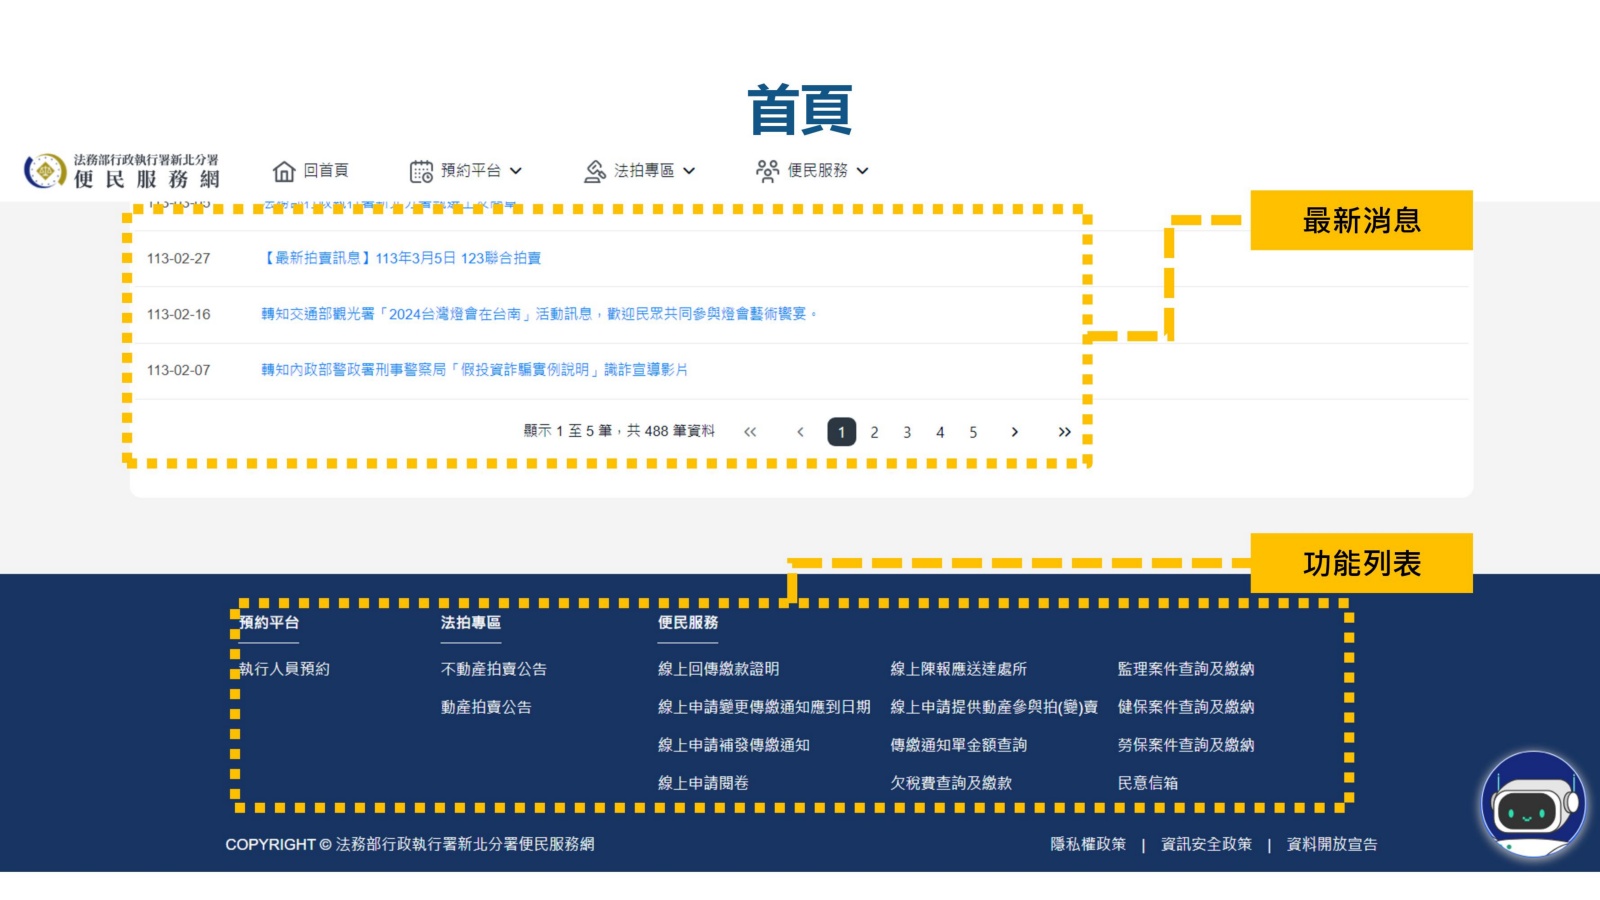 首頁
法務部行政執行署新北分署
便民服務網
回首頁
預約平台
法拍專區
便民服務
最新消息
113-02-27 【最新拍賣訊息】113年3月5日 123聯合拍賣
113-02-16 轉知交通部觀光署「2024台灣燈會在台南」活動訊息，歡迎民眾共同參與燈會藝術饗宴。
113-02-07 轉知內政部警政署刑事警察局「假投資詐騙實例說明」識詐宣導影片
顯示 1 至 5 筆，共 488 筆資料 « ‹ 1 2 3 4 5 › »
功能列表
預約平台 法拍專區 便民服務
執行人員預約 不動產拍賣公告 線上回傳繳款證明 線上陳報應送達處所 監理案件查詢及繳納
動產拍賣公告 線上申請變更傳繳通知應到日期 線上申請提供動產參與拍(變)賣 健保案件查詢及繳納
線上申請補發傳繳通知 傳繳通知單金額查詢 勞保案件查詢及繳納
線上申請閱卷 欠稅費查詢及繳款 民意信箱
COPYRIGHT © 法務部行政執行署新北分署便民服務網
隱私權政策 | 資訊安全政策 | 資料開放宣告